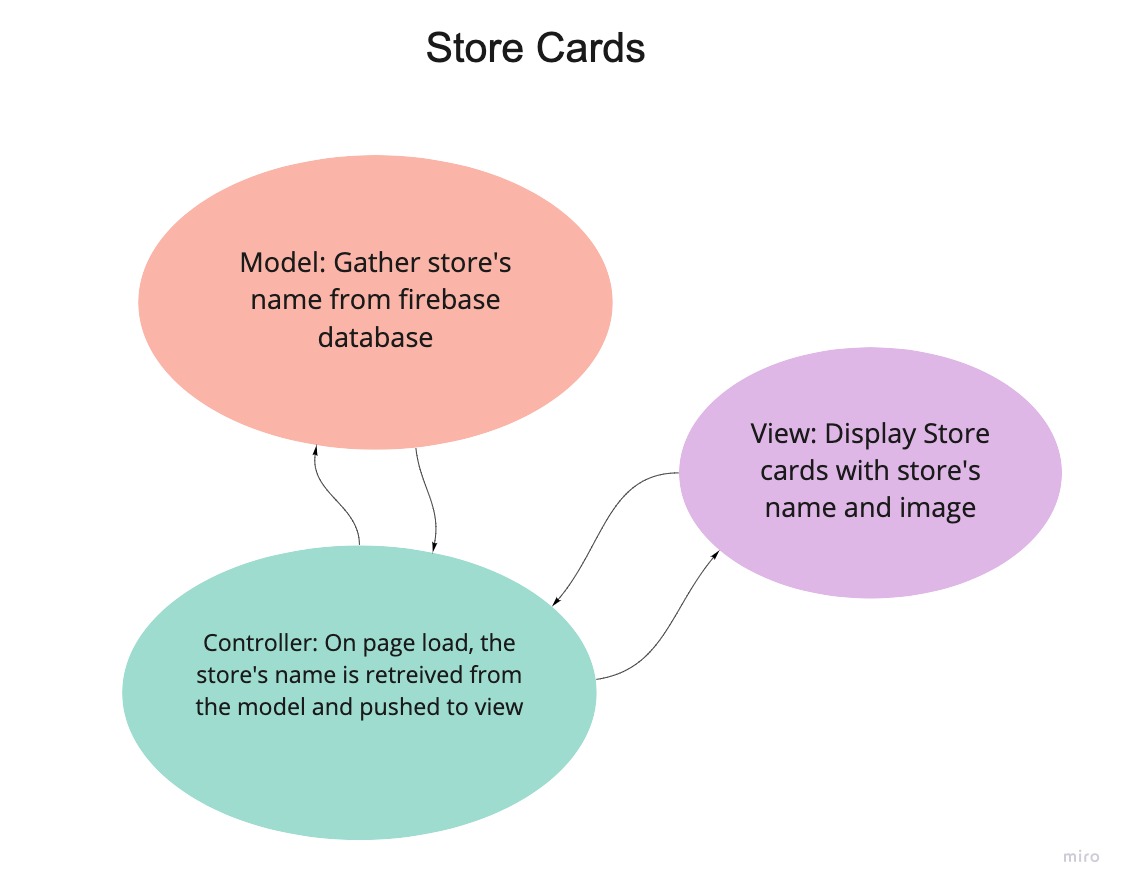 Store Cards
Model: Gather store's
name from firebase
database
View: Display Store
cards with store's
name and image
Controller: On page load, the
store's name is retreived from
the model and pushed to view
miro